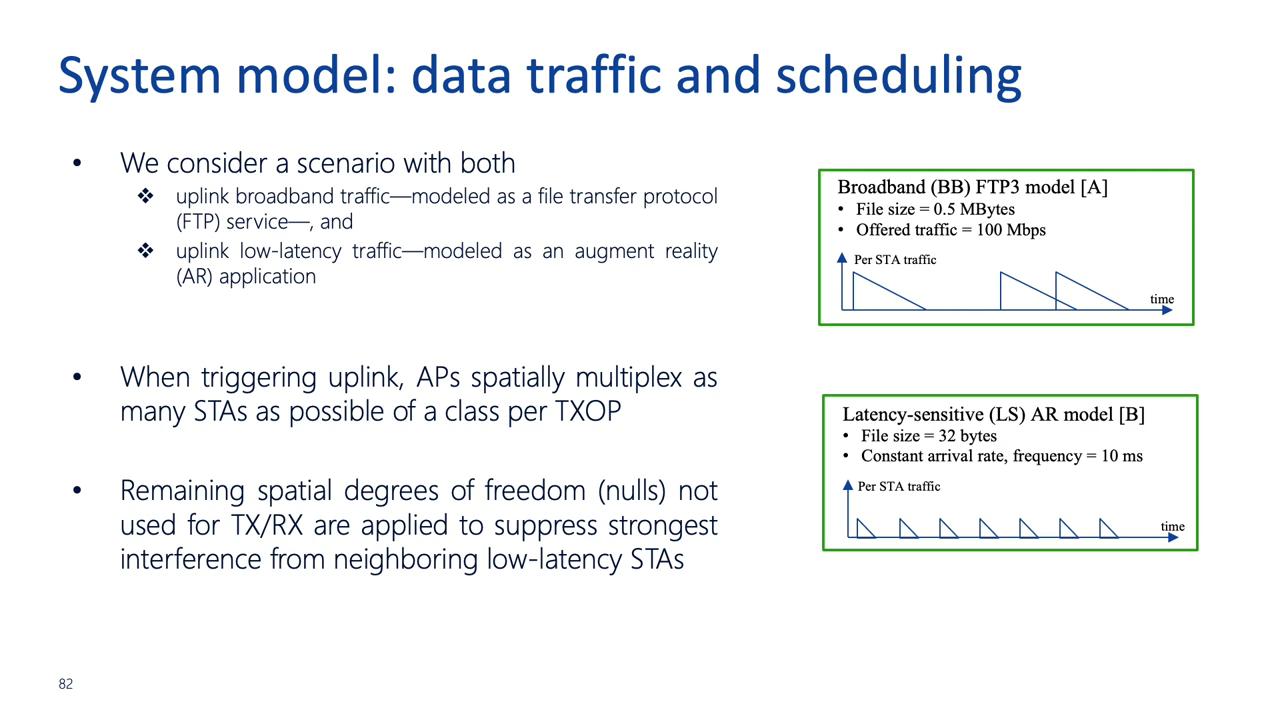 System model: data traffic and scheduling
• We consider a scenario with both
❖ uplink broadband traffic—modeled as a file transfer protocol
(FTP) service—, and
❖ uplink low-latency traffic—modeled as an augment reality
(AR) application
• When triggering uplink, APs spatially multiplex as
many STAs as possible of a class per TXOP
• Remaining spatial degrees of freedom (nulls) not
used for TX/RX are applied to suppress strongest
interference from neighboring low-latency STAs
Broadband (BB) FTP3 model [A]
• File size = 0.5 MBytes
• Offered traffic = 100 Mbps
Per STA traffic
time
Latency-sensitive (LS) AR model [B]
• File size = 32 bytes
• Constant arrival rate, frequency = 10 ms
Per STA traffic
time
82